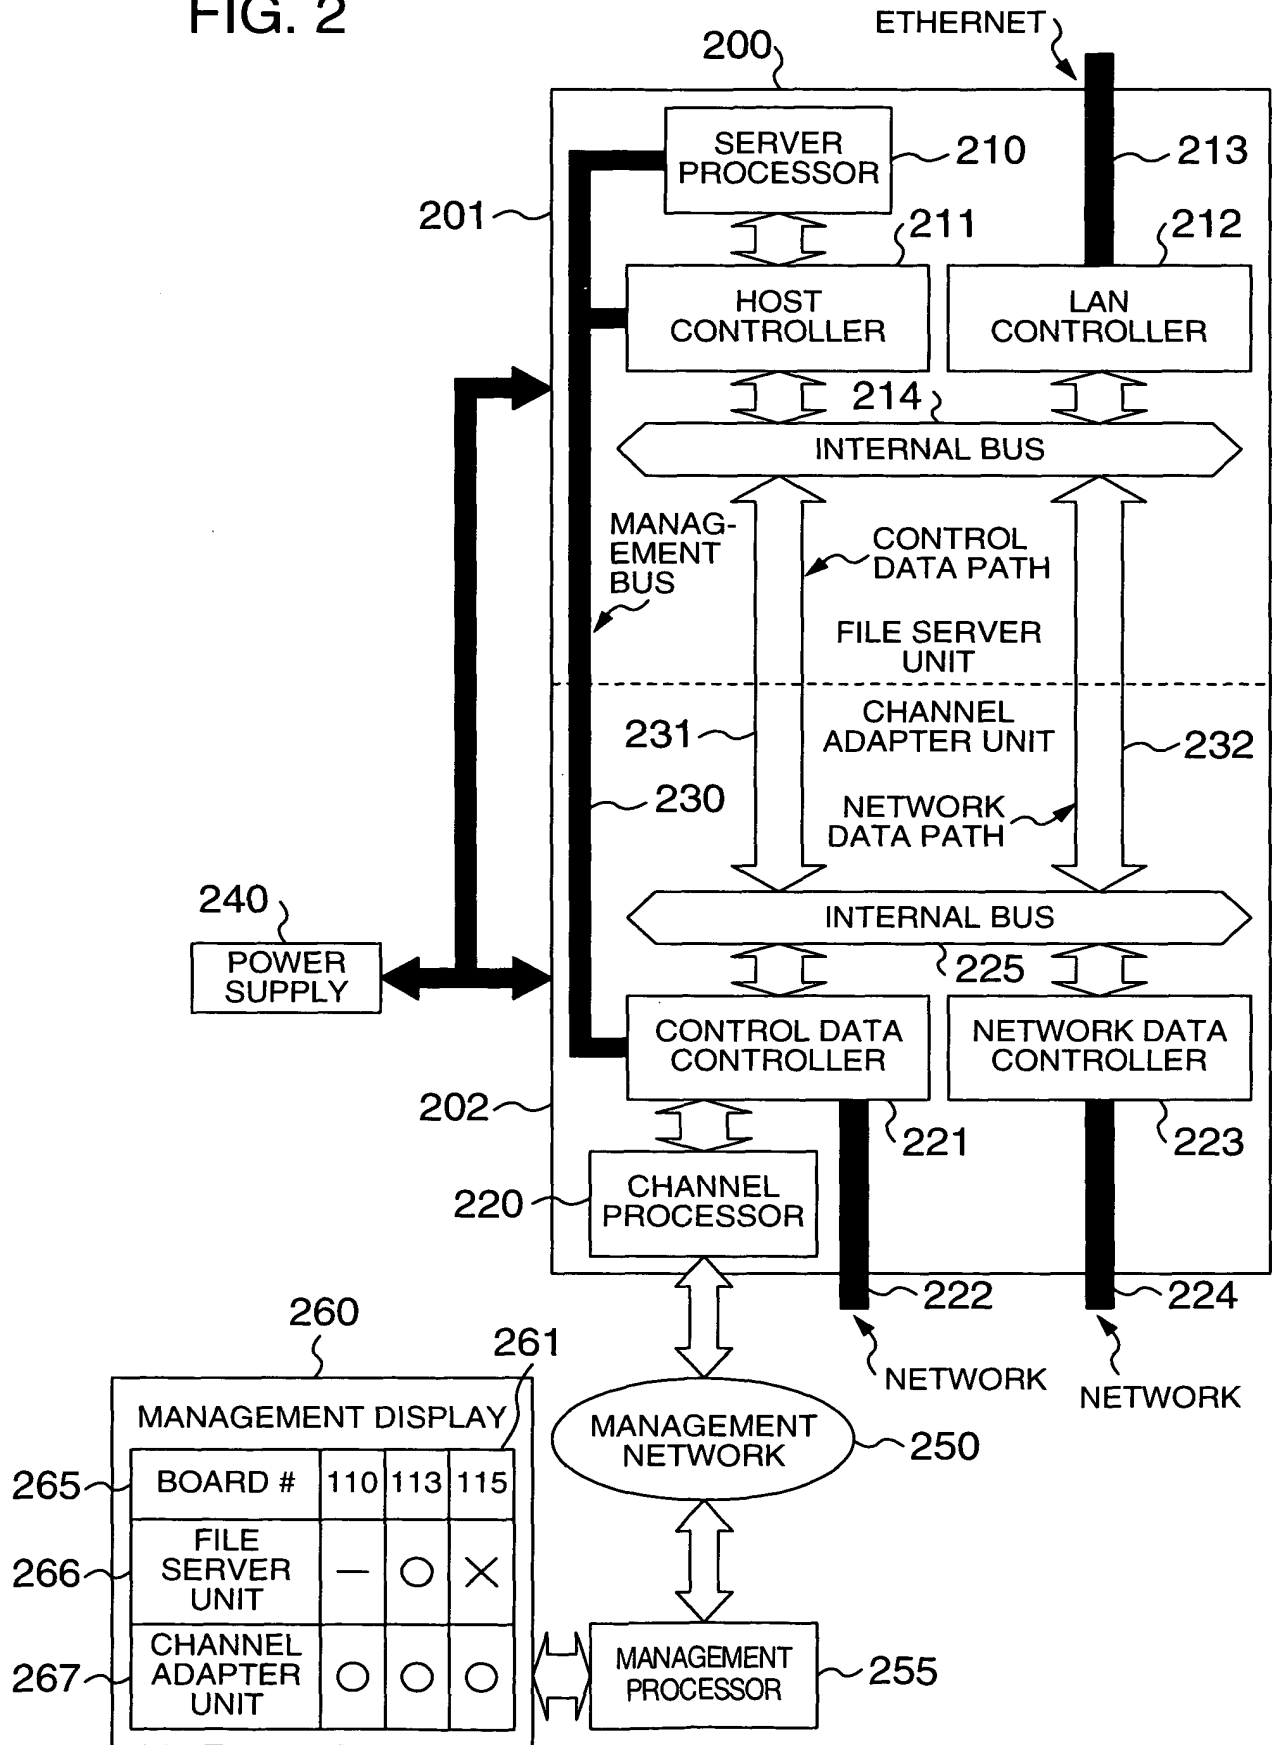 FIG. 2
ETHERNET
200
SERVER
PROCESSOR
210
213
201
211
212
HOST
CONTROLLER
LAN
CONTROLLER
214
INTERNAL BUS
MANAG-
EMENT
BUS
CONTROL
DATA PATH
FILE SERVER
UNIT
CHANNEL
ADAPTER UNIT
231
232
230
NETWORK
DATA PATH
240
INTERNAL BUS
POWER
SUPPLY
225
CONTROL DATA
CONTROLLER
NETWORK DATA
CONTROLLER
202
221
223
CHANNEL
PROCESSOR
220
222
224
260
261
NETWORK
NETWORK
MANAGEMENT DISPLAY
MANAGEMENT
NETWORK
250
265
BOARD # 110 113 115
266
FILE
SERVER
UNIT
— ○ ×
267
CHANNEL
ADAPTER
UNIT
○ ○ ○
MANAGEMENT
PROCESSOR
255